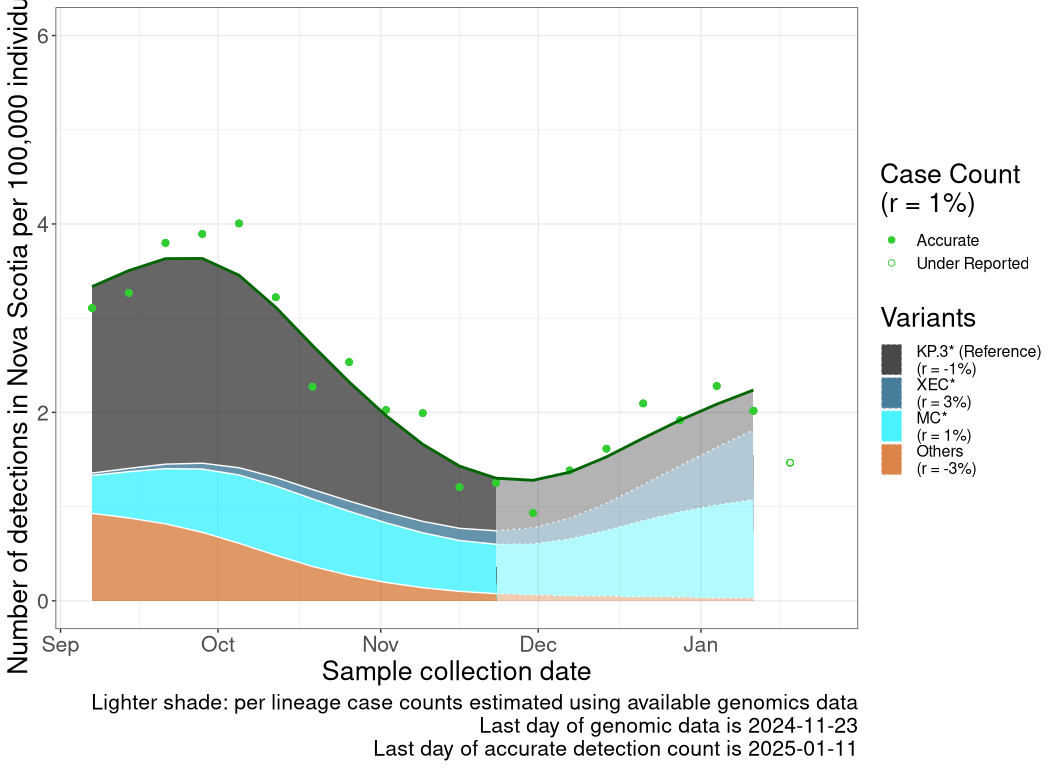 Number of detections in Nova Scotia per 100,000 individu
6
4
2
0
Sep
Oct
Nov
Dec
Jan
Sample collection date
Lighter shade: per lineage case counts estimated using available genomics data
Last day of genomic data is 2024-11-23
Last day of accurate detection count is 2025-01-11
Case Count
(r = 1%)
Accurate
Under Reported
Variants
KP.3* (Reference)
(r = -1%)
XEC*
(r = 3%)
MC*
(r = 1%)
Others
(r = -3%)